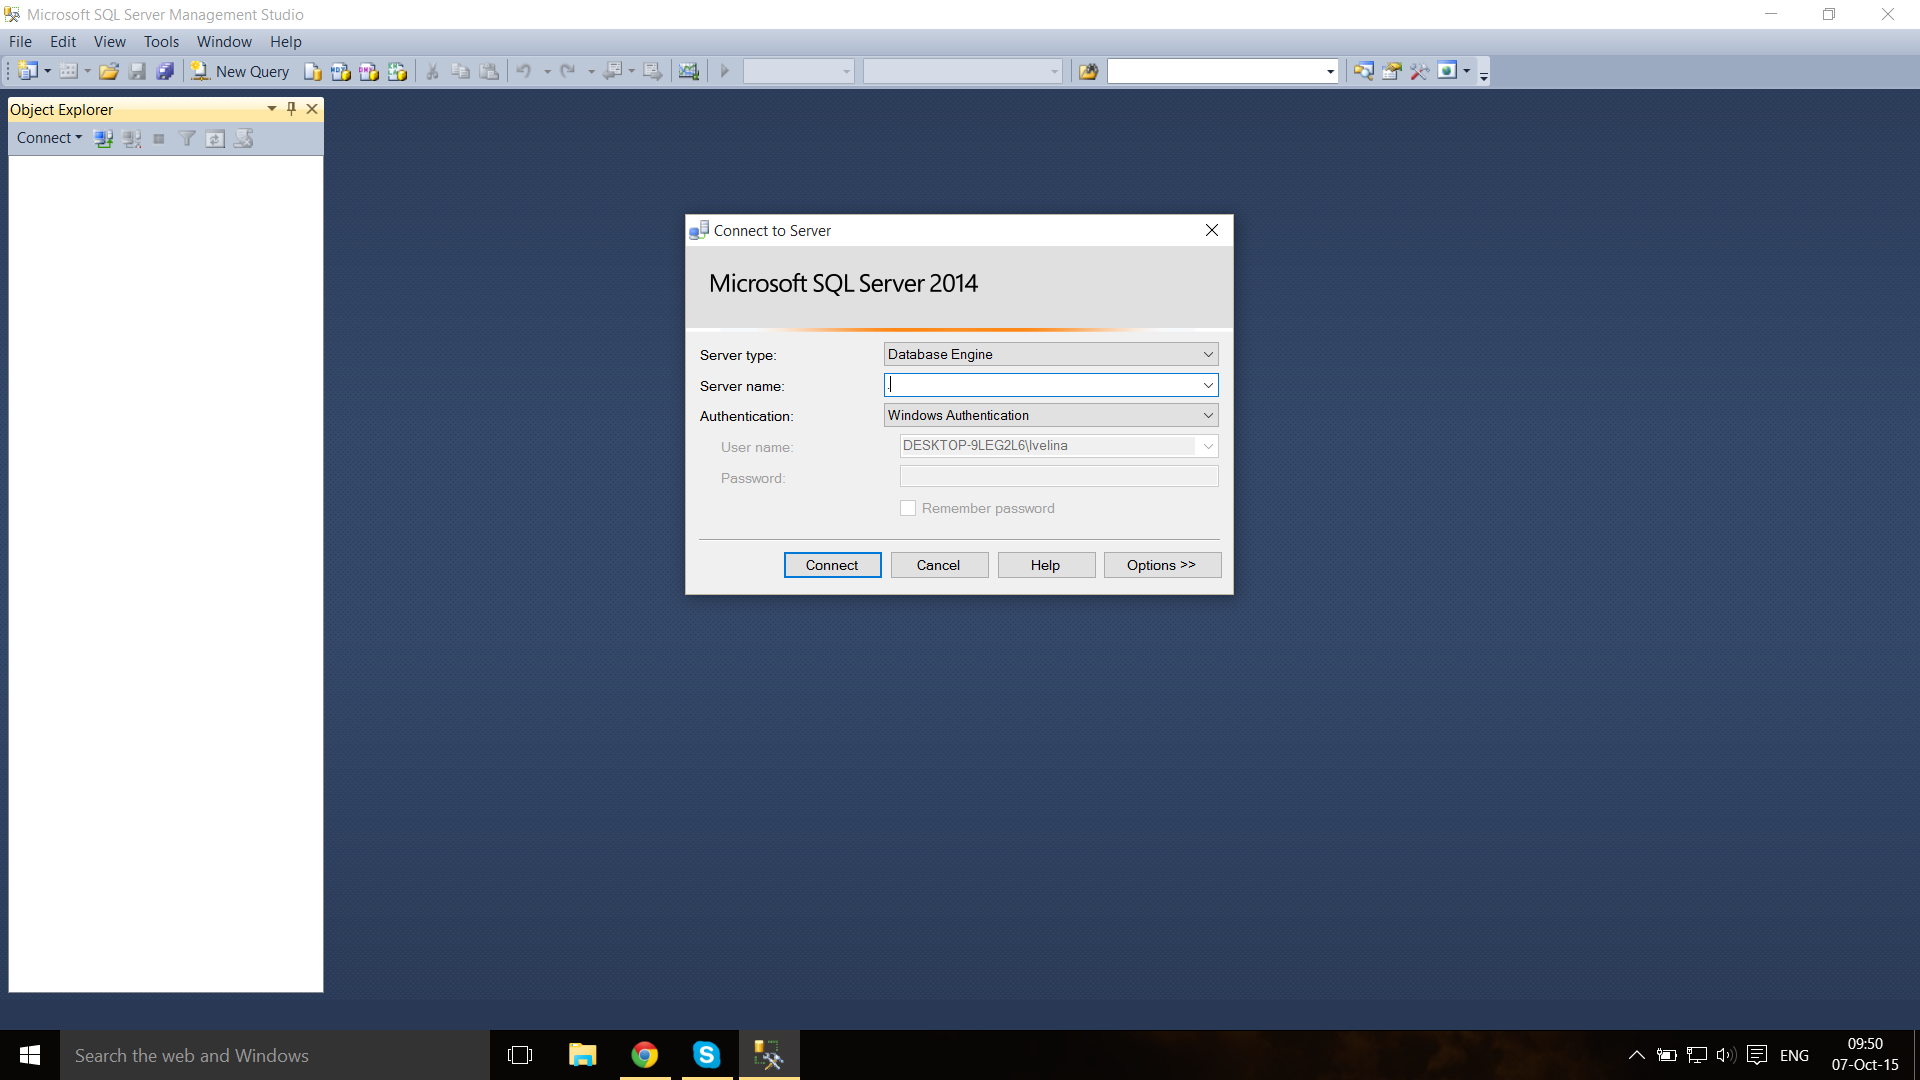 Microsoft SQL Server Management Studio
File Edit View Tools Window Help
New Query
Object Explorer
Connect
Connect to Server
Microsoft SQL Server 2014
Server type: Database Engine
Server name: .
Authentication: Windows Authentication
User name: DESKTOP-9LEG2L6\Ivelina
Password:
Remember password
Connect Cancel Help Options >>
Search the web and Windows
ENG
09:50
07-Oct-15